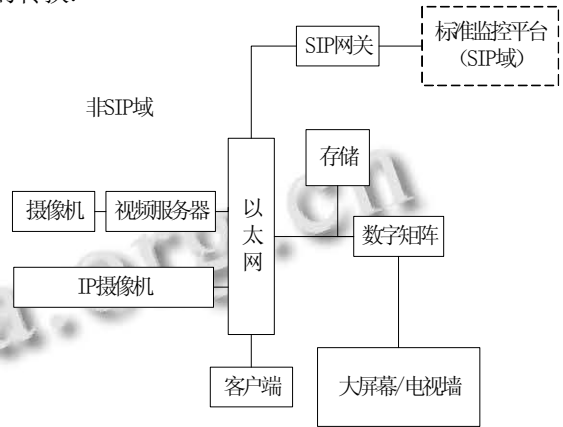 SIP网关
标准监控平台
(SIP域)
非SIP域
存储
摄像机
视频服务器
以
太
网
数字矩阵
IP摄像机
客户端
大屏幕/电视墙